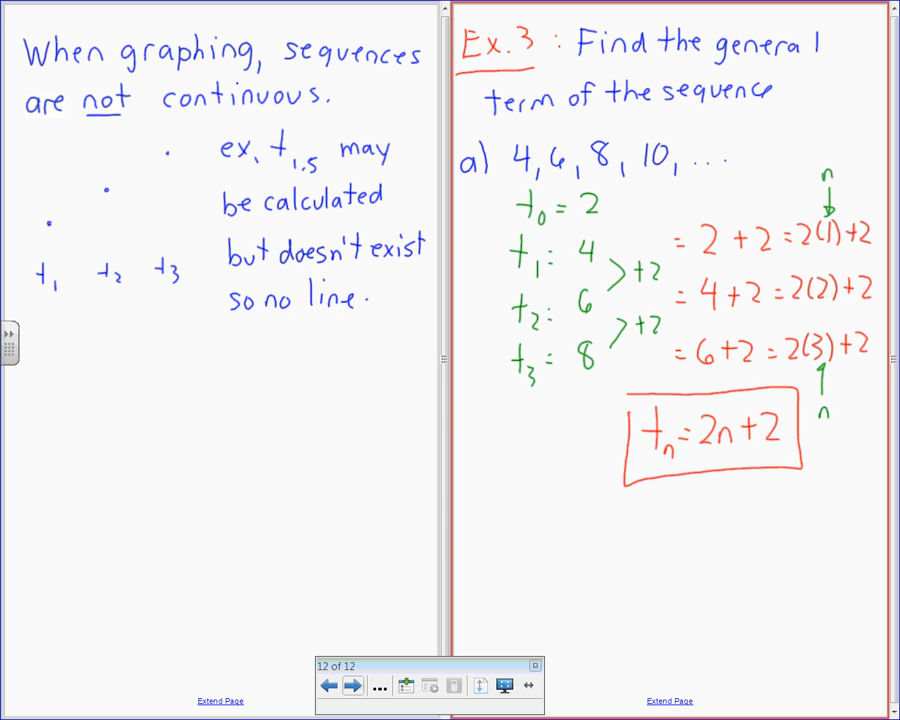 When graphing, sequences
are not continuous.
ex. t₁.₅ may
be calculated
but doesn't exist
so no line.
t₁ t₂ t₃
Ex. 3 : Find the general
term of the sequence
a) 4, 6, 8, 10, ...
n
t₀ = 2
t₁ = 4 = 2 + 2 = 2(1) + 2
> +2
t₂ = 6 = 4 + 2 = 2(2) + 2
> +2
t₃ = 8 = 6 + 2 = 2(3) + 2
n
tₙ = 2n + 2
12 of 12
...
Extend Page
Extend Page